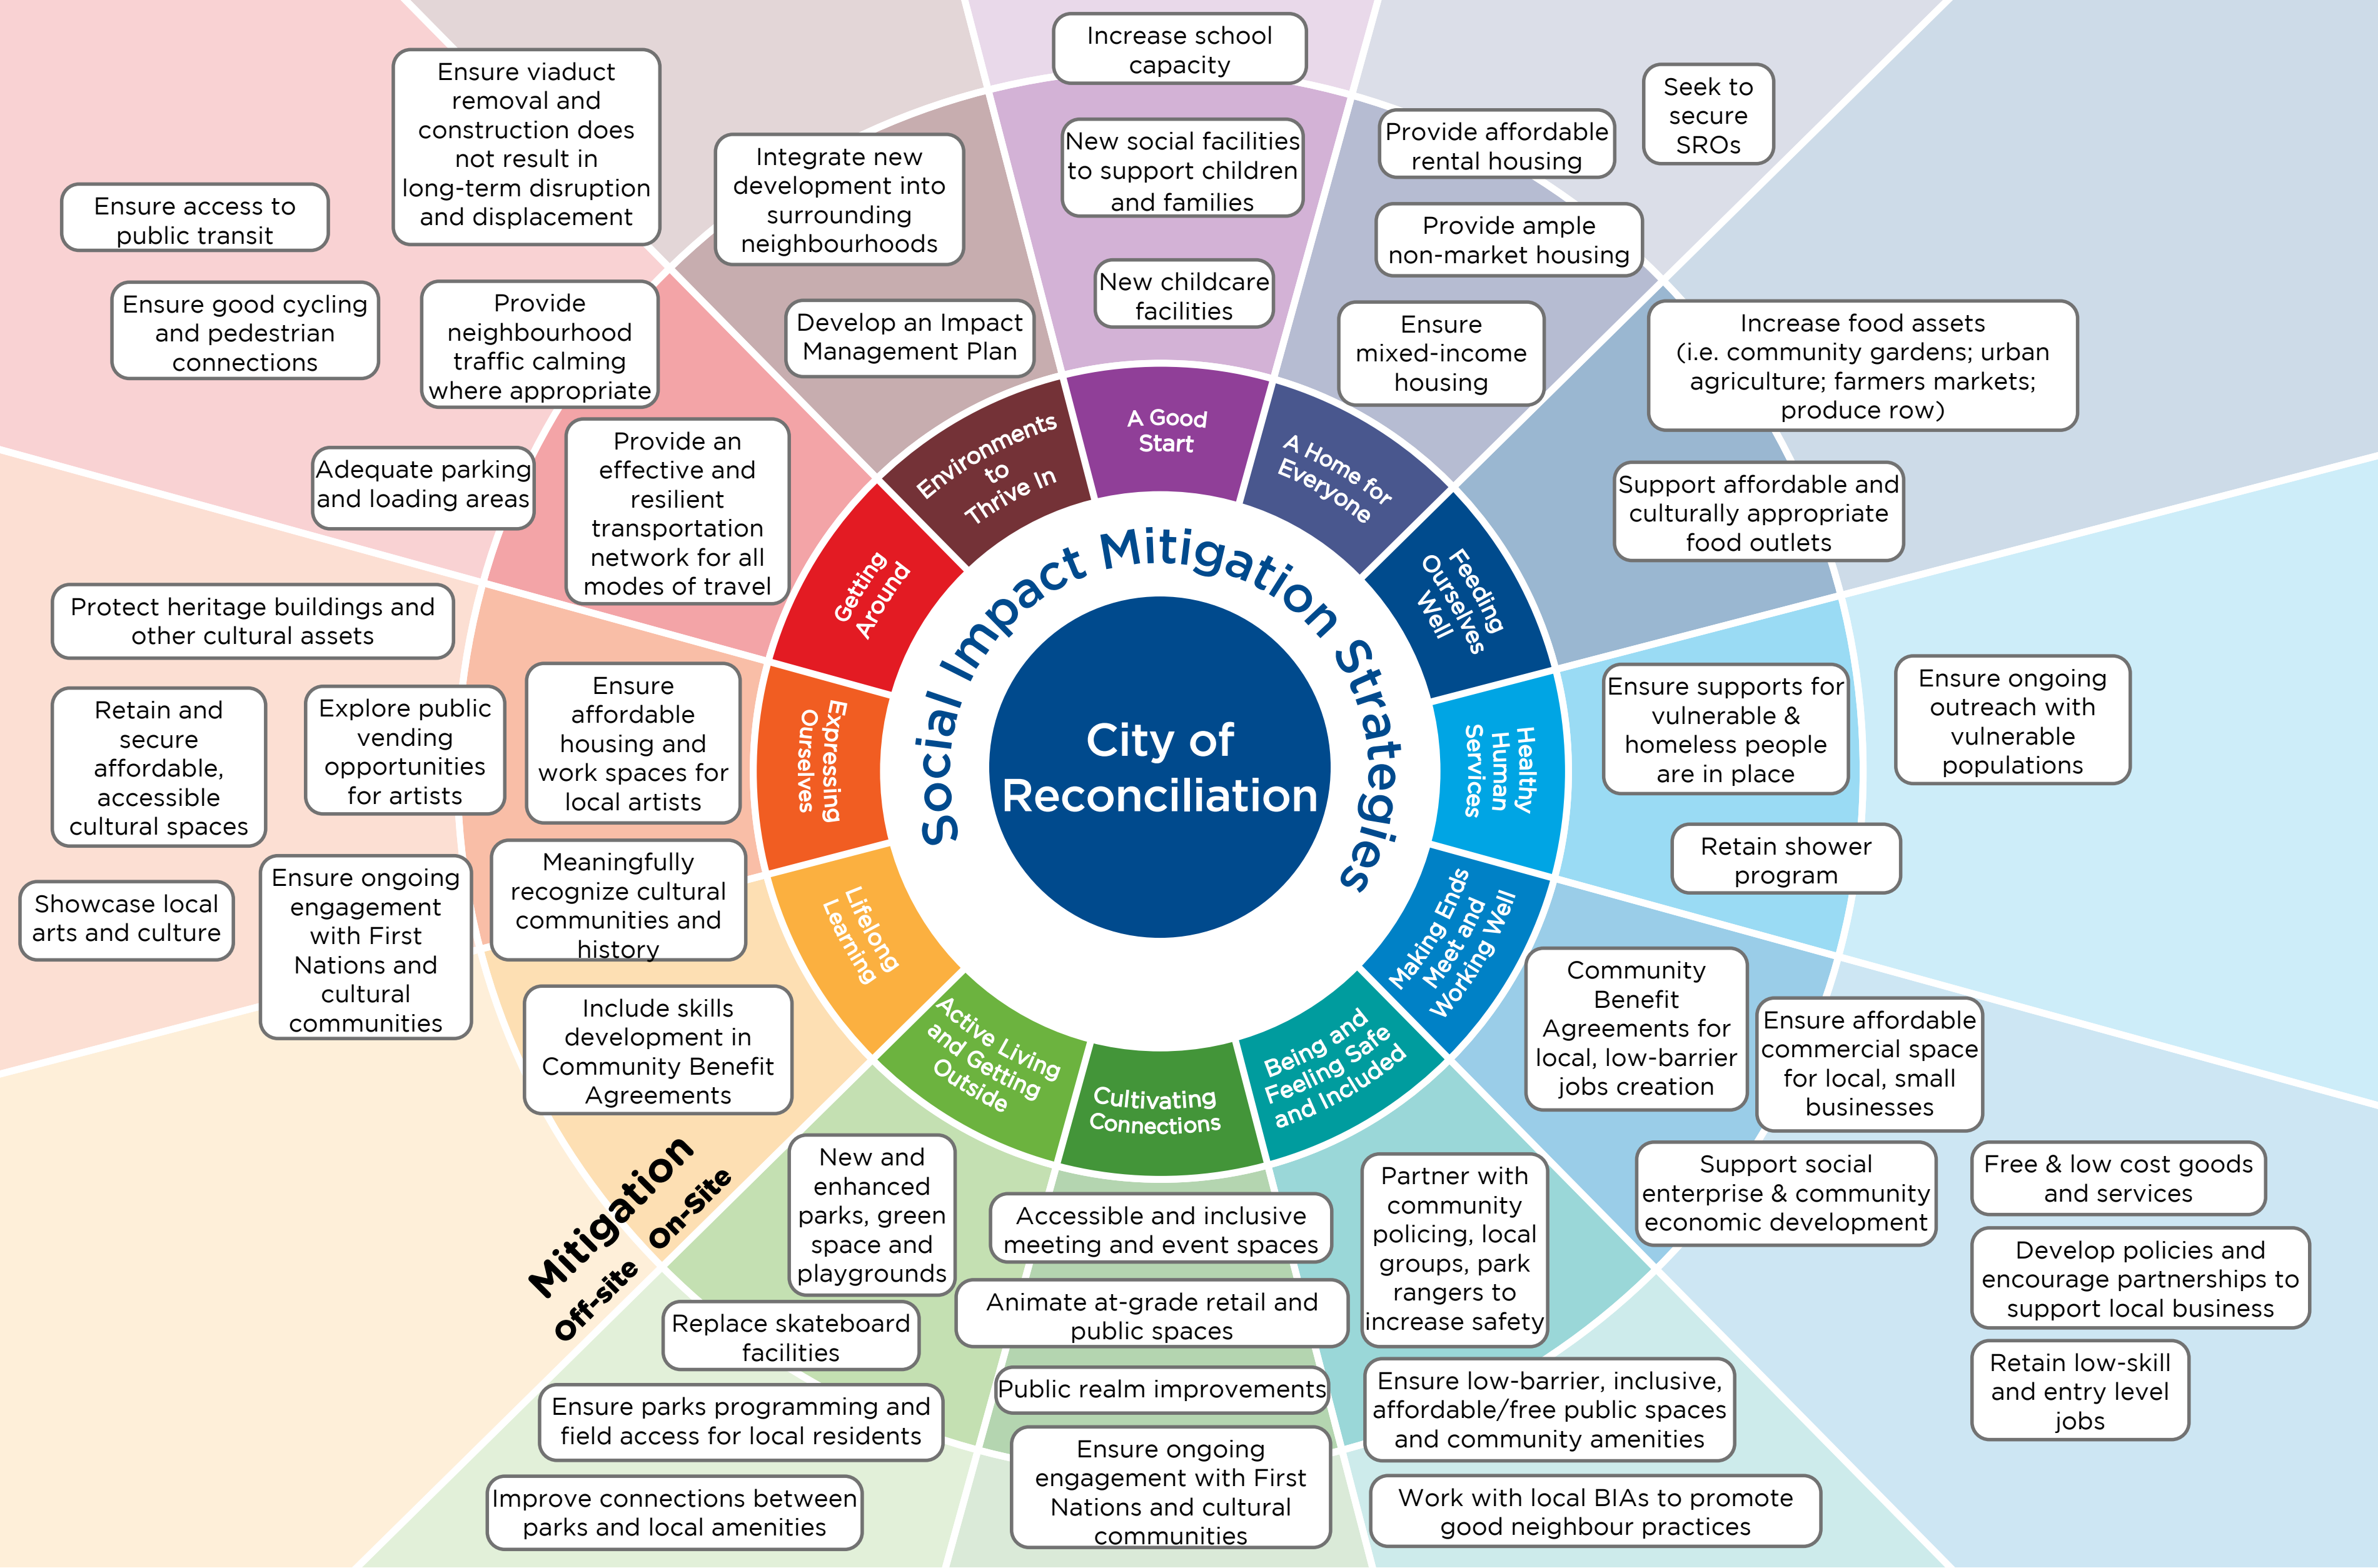 Increase school
capacity
New social facilities
to support children
and families
New childcare
facilities
Provide affordable
rental housing
Seek to
secure
SROs
Provide ample
non-market housing
Ensure
mixed-income
housing
Increase food assets
(i.e. community gardens; urban
agriculture; farmers markets;
produce row)
Support affordable and
culturally appropriate
food outlets
Ensure supports for
vulnerable &
homeless people
are in place
Ensure ongoing
outreach with
vulnerable
populations
Retain shower
program
Community
Benefit
Agreements for
local, low-barrier
jobs creation
Ensure affordable
commercial space
for local, small
businesses
Support social
enterprise & community
economic development
Free & low cost goods
and services
Develop policies and
encourage partnerships to
support local business
Retain low-skill
and entry level
jobs
Partner with
community
policing, local
groups, park
rangers to
increase safety
Ensure low-barrier, inclusive,
affordable/free public spaces
and community amenities
Work with local BIAs to promote
good neighbour practices
Accessible and inclusive
meeting and event spaces
Animate at-grade retail and
public spaces
Public realm improvements
Ensure ongoing
engagement with First
Nations and cultural
communities
New and
enhanced
parks, green
space and
playgrounds
Replace skateboard
facilities
Ensure parks programming and
field access for local residents
Improve connections between
parks and local amenities
Mitigation
On-Site
Off-site
Include skills
development in
Community Benefit
Agreements
Protect heritage buildings and
other cultural assets
Retain and
secure
affordable,
accessible
cultural spaces
Explore public
vending
opportunities
for artists
Ensure
affordable
housing and
work spaces for
local artists
Showcase local
arts and culture
Ensure ongoing
engagement
with First
Nations and
cultural
communities
Meaningfully
recognize cultural
communities and
history
Ensure access to
public transit
Ensure good cycling
and pedestrian
connections
Provide
neighbourhood
traffic calming
where appropriate
Adequate parking
and loading areas
Provide an
effective and
resilient
transportation
network for all
modes of travel
Ensure viaduct
removal and
construction does
not result in
long-term disruption
and displacement
Integrate new
development into
surrounding
neighbourhoods
Develop an Impact
Management Plan
A Good
Start
A Home for
Everyone
Feeding
Ourselves
Well
Healthy
Human
Services
Making Ends
Meet and
Working Well
Being and
Feeling Safe
and Included
Cultivating
Connections
Active Living
and Getting
Outside
Lifelong
Learning
Expressing
Ourselves
Getting
Around
Environments
to
Thrive In
Social Impact Mitigation Strategies
City of
Reconciliation